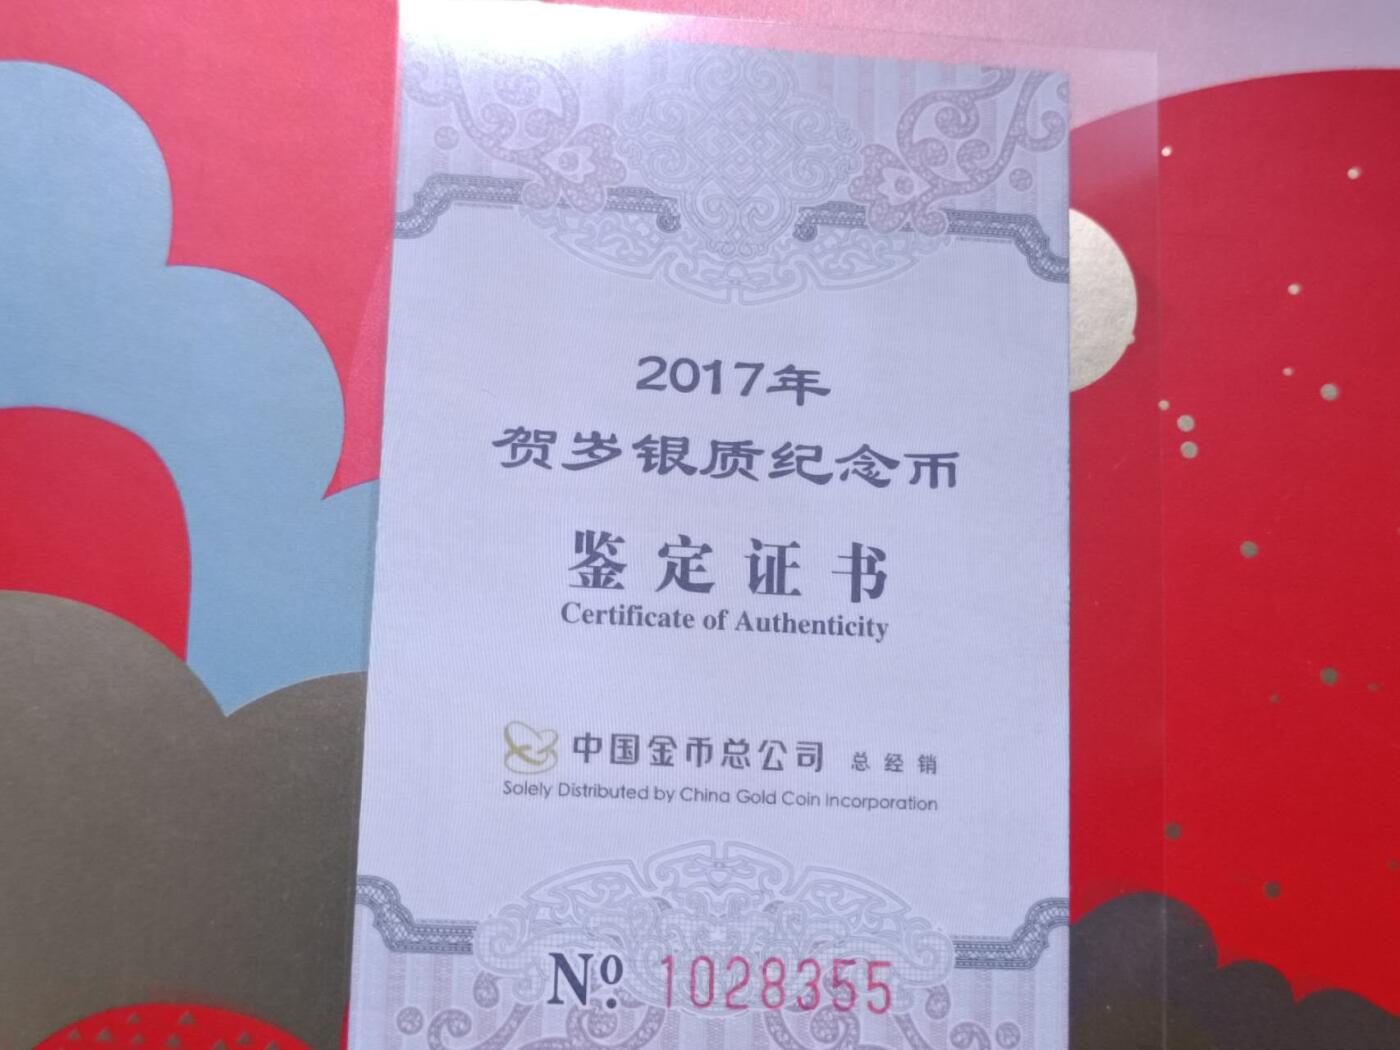 2017年
贺岁银质纪念币
鉴定证书
Certificate of Authenticity
中国金币总公司 总经销
Solely Distributed by China Gold Coin Incorporation
Nº 1028355